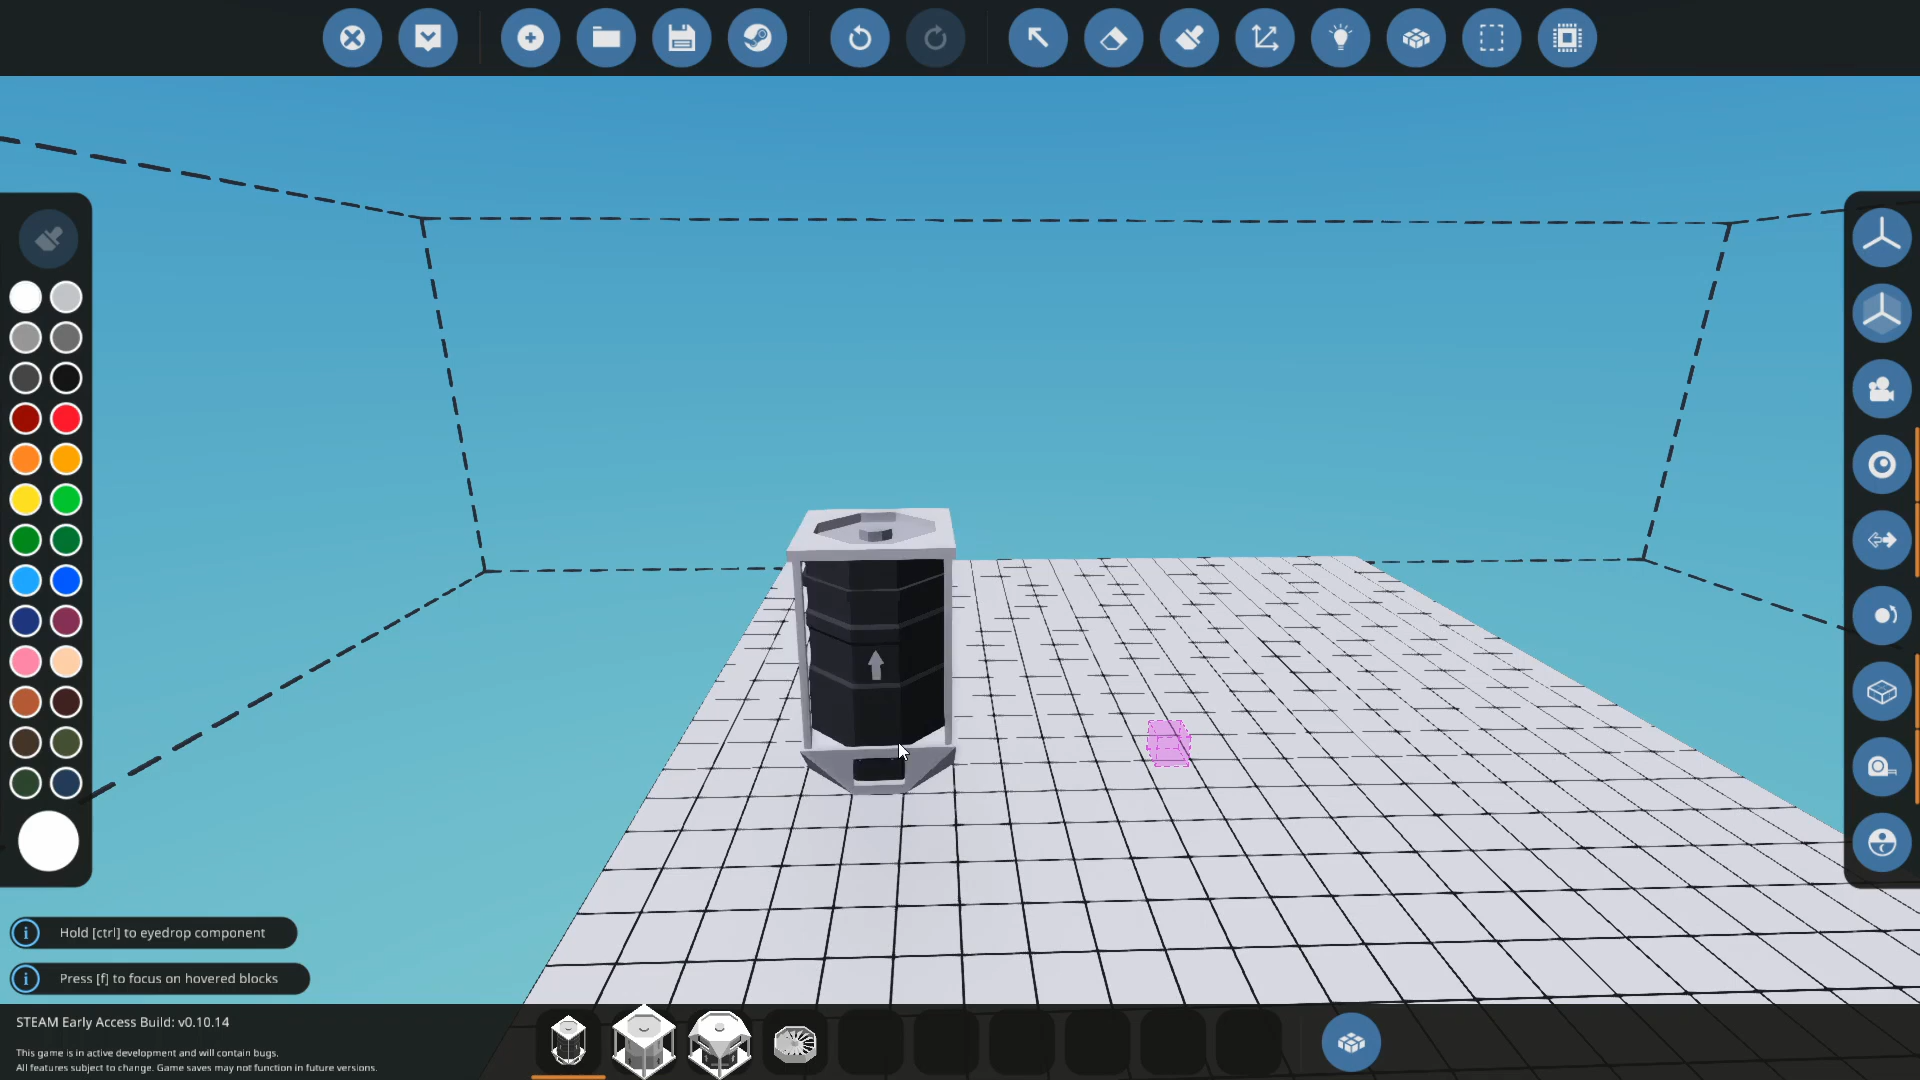 Hold [ctrl] to eyedrop component
Press [f] to focus on hovered blocks
STEAM Early Access Build: v0.10.14
This game is in active development and will contain bugs.
All features subject to change. Game saves may not function in future versions.